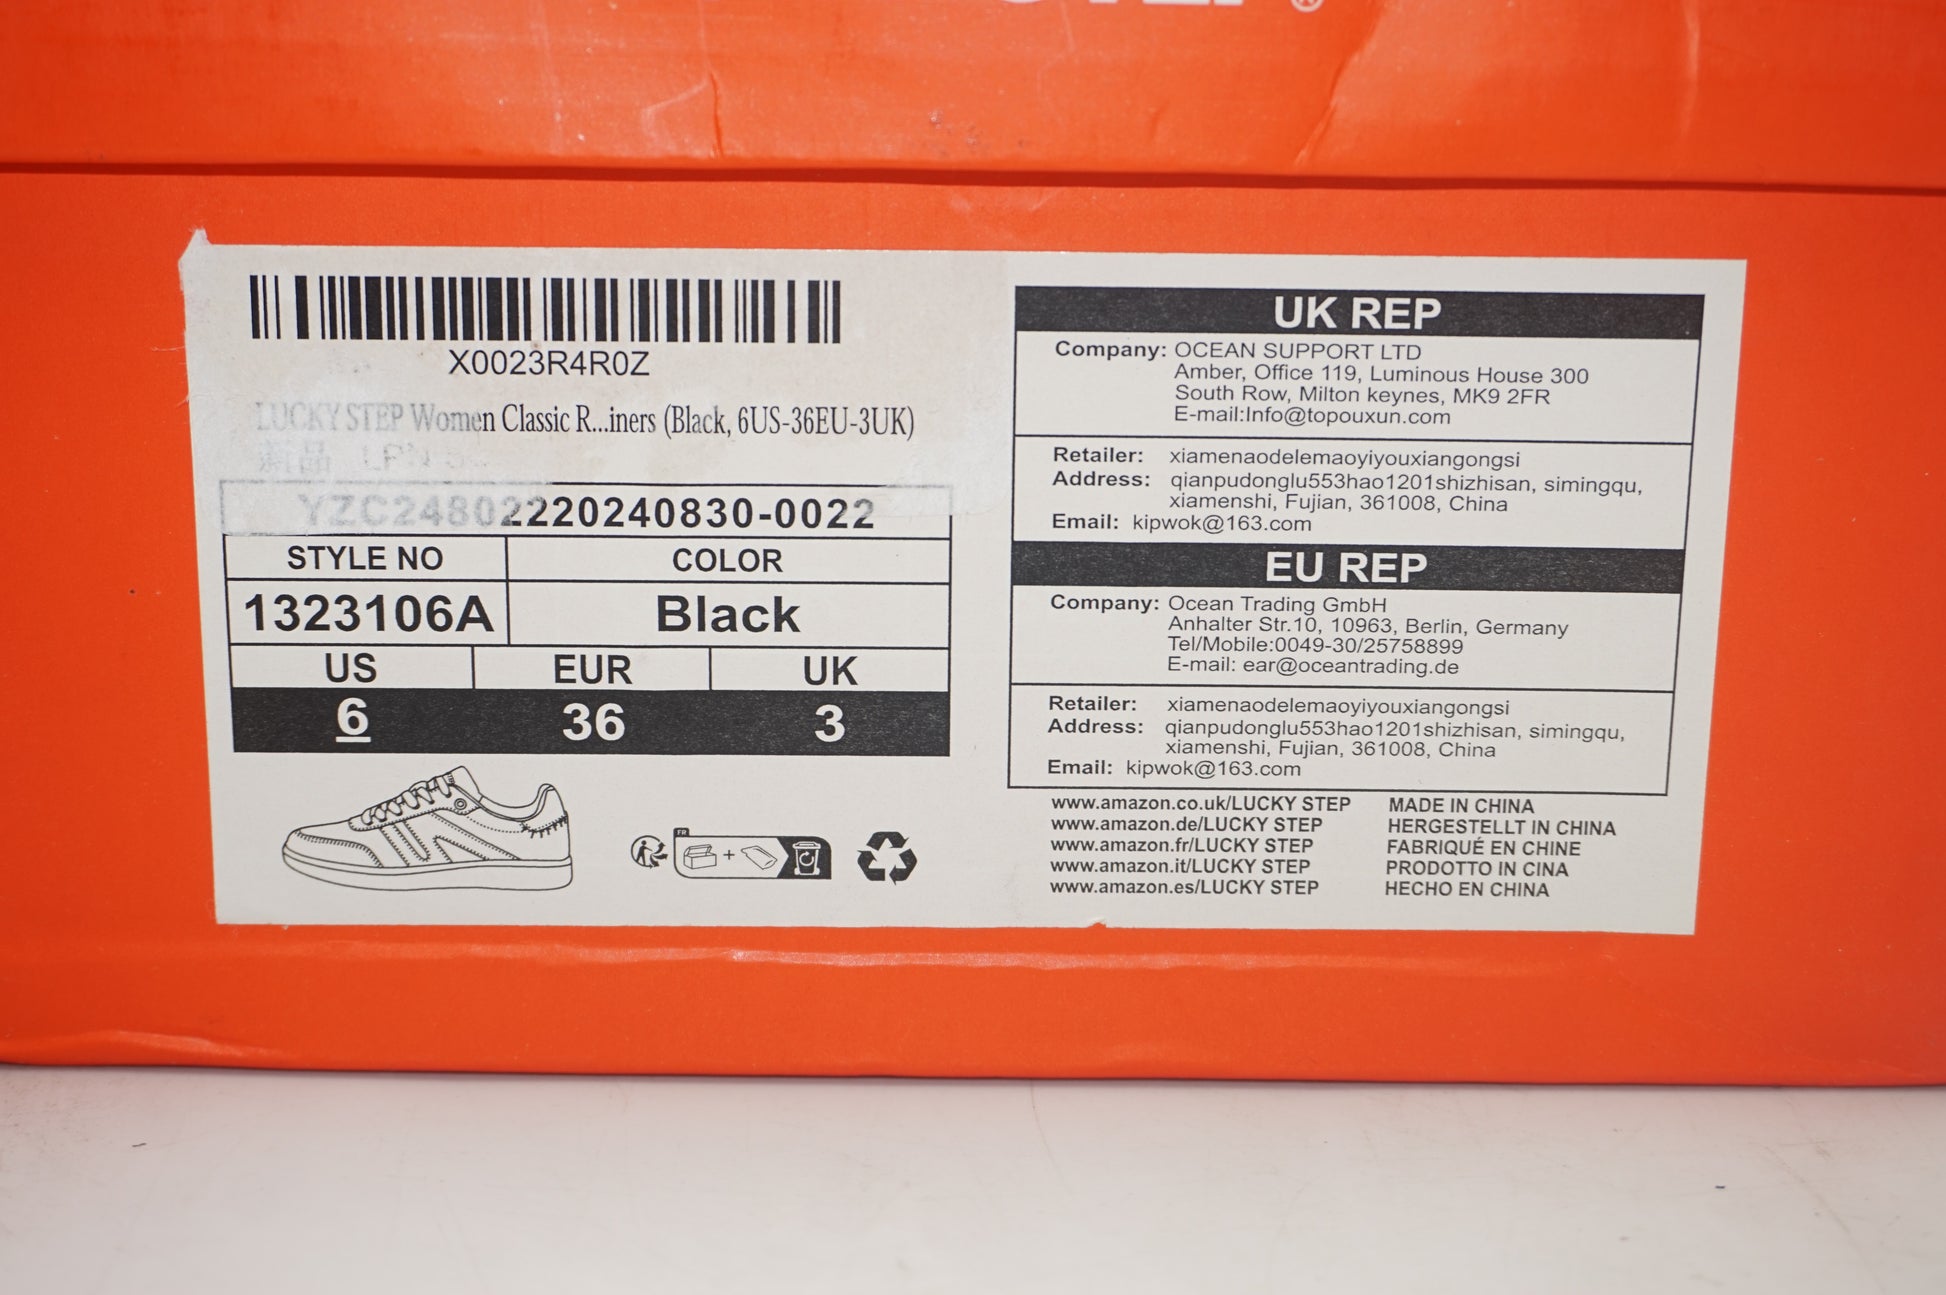 X0023R4R0Z
LUCKY STEP Women Classic R...iners (Black, 6US-36EU-3UK)
新品
YZC24802220240830-0022
STYLE NO COLOR
1323106A Black
US EUR UK
6 36 3
FR
+
UK REP
Company: OCEAN SUPPORT LTD
Amber, Office 119, Luminous House 300
South Row, Milton keynes, MK9 2FR
E-mail:Info@topouxun.com
Retailer: xiamenaodelemaoyiyouxiangongsi
Address: qianpudonglu553hao1201shizhisan, simingqu,
xiamenshi, Fujian, 361008, China
Email: kipwok@163.com
EU REP
Company: Ocean Trading GmbH
Anhalter Str.10, 10963, Berlin, Germany
Tel/Mobile:0049-30/25758899
E-mail: ear@oceantrading.de
Retailer: xiamenaodelemaoyiyouxiangongsi
Address: qianpudonglu553hao1201shizhisan, simingqu,
xiamenshi, Fujian, 361008, China
Email: kipwok@163.com
www.amazon.co.uk/LUCKY STEP MADE IN CHINA
www.amazon.de/LUCKY STEP HERGESTELLT IN CHINA
www.amazon.fr/LUCKY STEP FABRIQUÉ EN CHINE
www.amazon.it/LUCKY STEP PRODOTTO IN CINA
www.amazon.es/LUCKY STEP HECHO EN CHINA